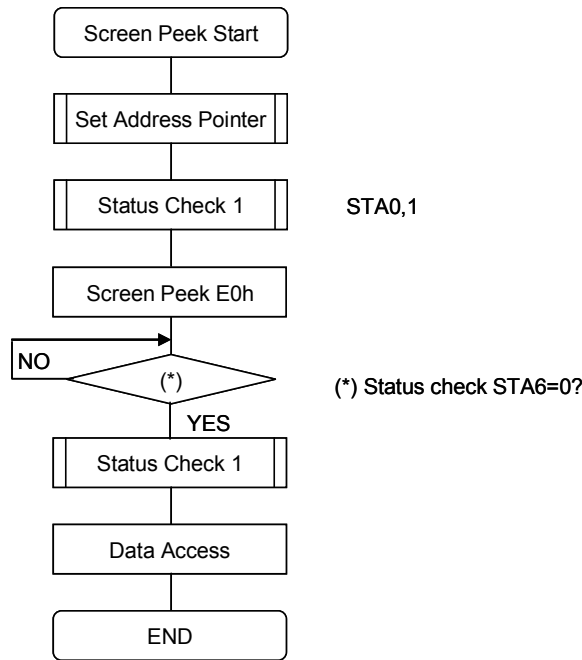 Screen Peek Start
Set Address Pointer
Status Check 1
STA0,1
Screen Peek E0h
NO
(*)
(*) Status check STA6=0?
YES
Status Check 1
Data Access
END